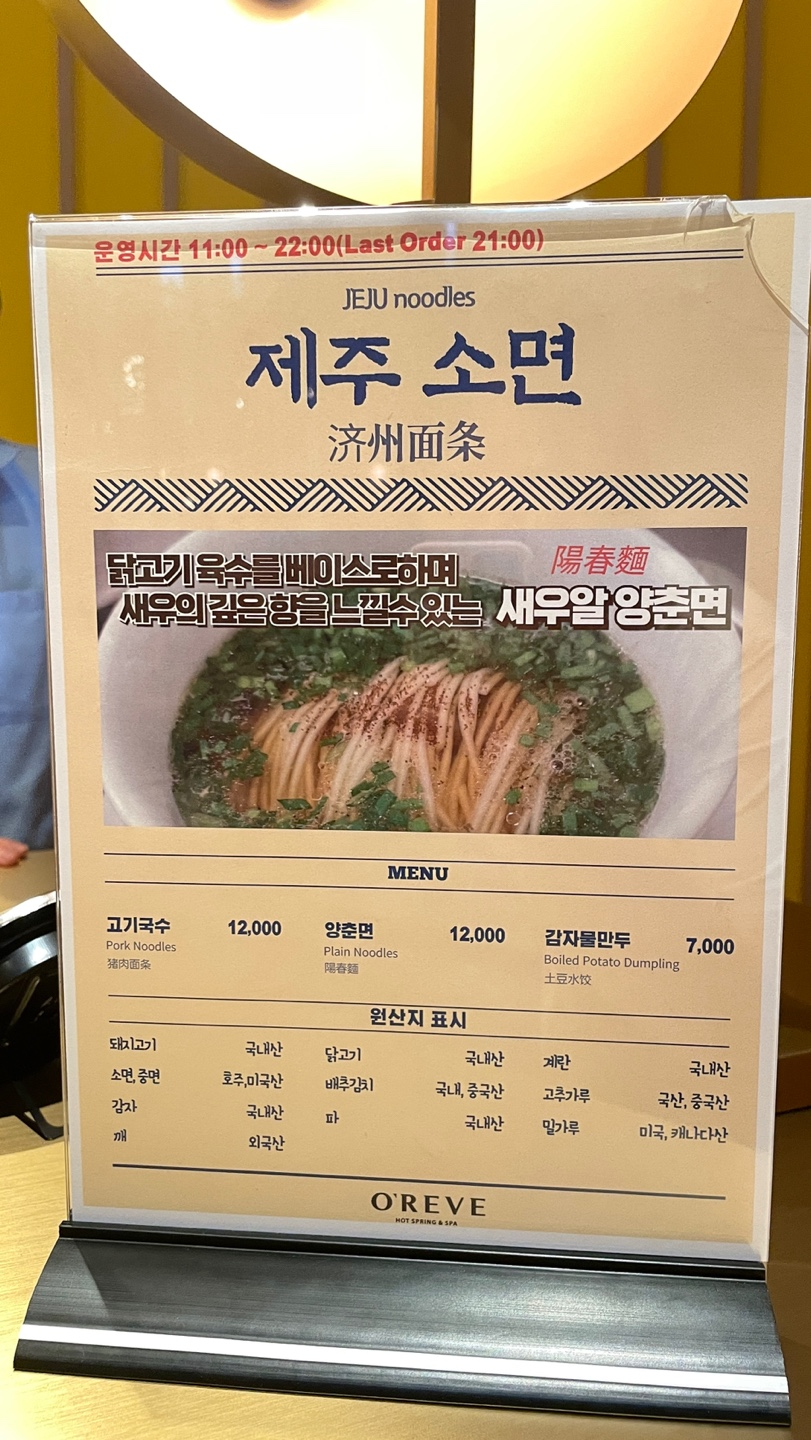 운영시간 11:00 ~ 22:00(Last Order 21:00)
JEJU noodles
제주 소면
济州面条
닭고기 육수를 베이스로하며
새우의 깊은 향을 느낄수 있는
陽春麵
새우알 양춘면
MENU
고기국수 12,000
Pork Noodles
猪肉面条
양춘면 12,000
Plain Noodles
陽春麵
감자물만두 7,000
Boiled Potato Dumpling
土豆水饺
원산지 표시
돼지고기 국내산
소면,중면 호주,미국산
감자 국내산
깨 외국산
닭고기 국내산
배추김치 국내, 중국산
파 국내산
계란 국내산
고추가루 국산, 중국산
밀가루 미국, 캐나다산
O'REVE
HOT SPRING & SPA